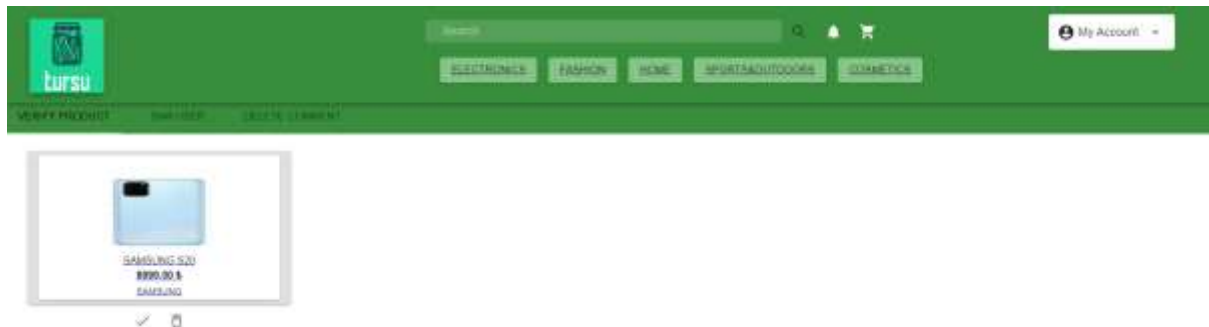 Search
My Account
tursu
ELECTRONICS FASHION HOME SPORTS&OUTDOORS COSMETICS
VERIFY PRODUCT BAN USER DELETE COMMENT
SAMSUNG S20
8999.00 ₺
SAMSUNG